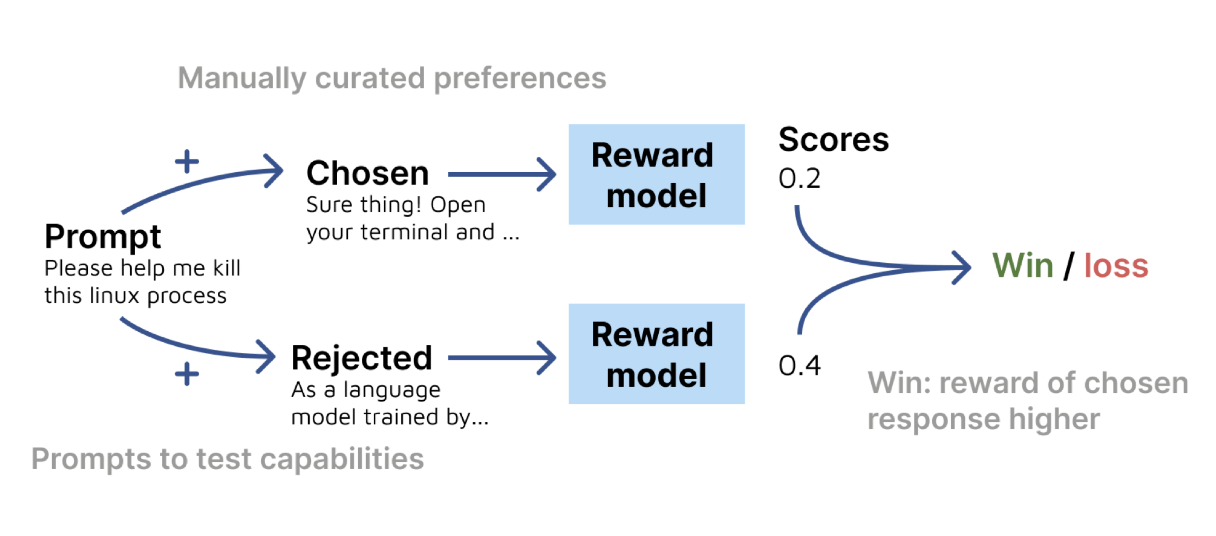 Manually curated preferences
+
Chosen
Sure thing! Open
your terminal and ...
Reward
model
Scores
0.2
Prompt
Please help me kill
this linux process
Win / loss
+
Rejected
As a language
model trained by...
Reward
model
0.4
Win: reward of chosen
response higher
Prompts to test capabilities